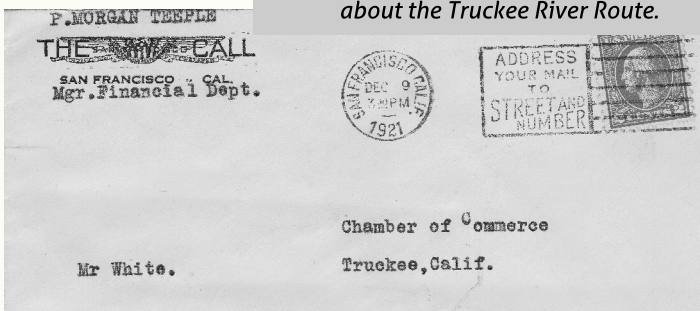 about the Truckee River Route.
P.MORGAN TEEPLE
THE CALL
SAN FRANCISCO CAL.
Mgr.Financial Dept.
SAN FRANCISCO CALIF.
DEC 9
3:30PM
1921
ADDRESS
YOUR MAIL
TO
STREET AND
NUMBER
Chamber of Commerce
Mr White.
Truckee,Calif.